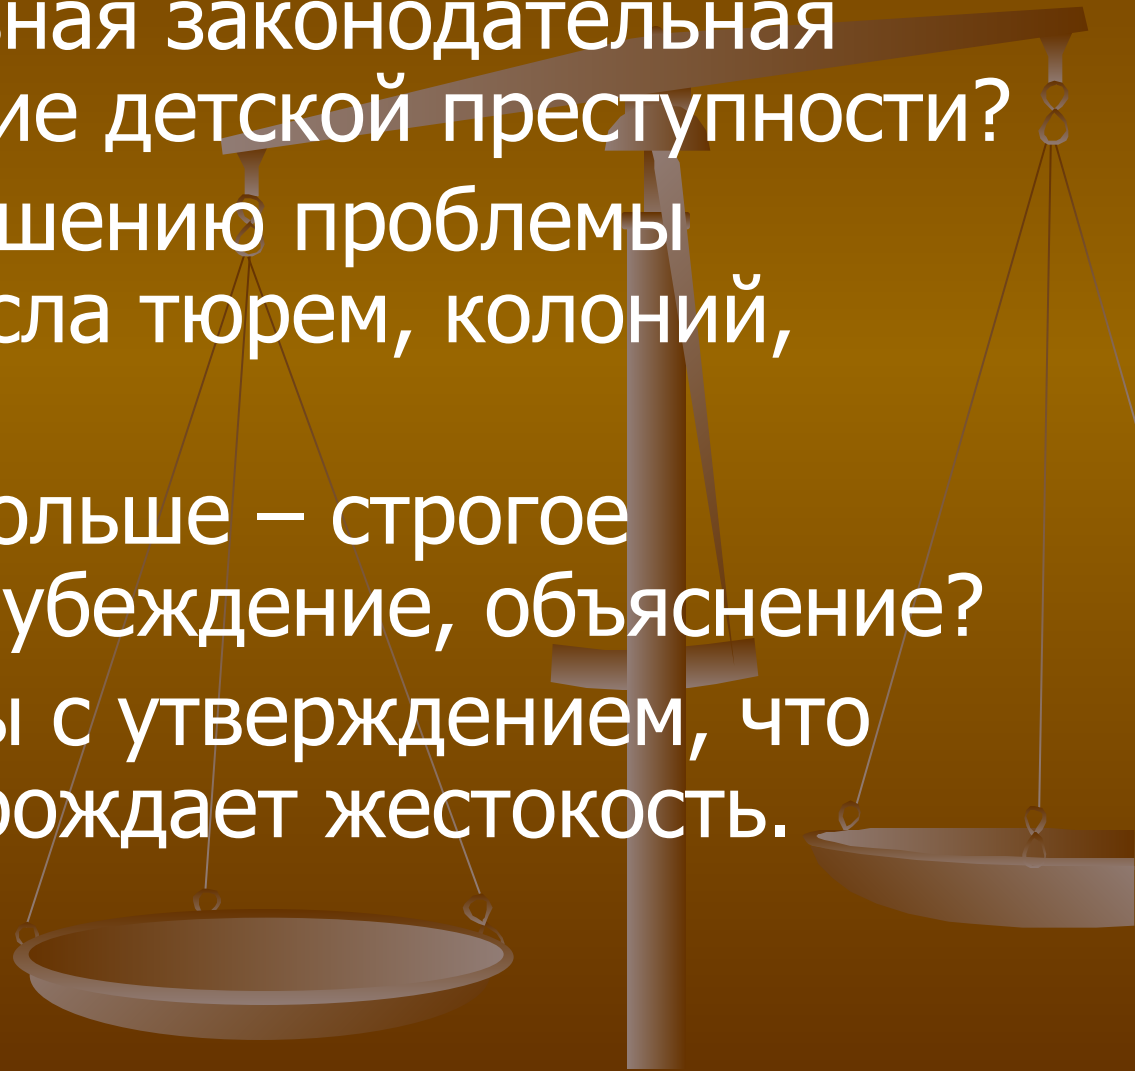 ная законодательная
ие детской преступности?
шению проблемы
сла тюрем, колоний,
ольше – строгое
убеждение, объяснение?
ы с утверждением, что
рождает жестокость.